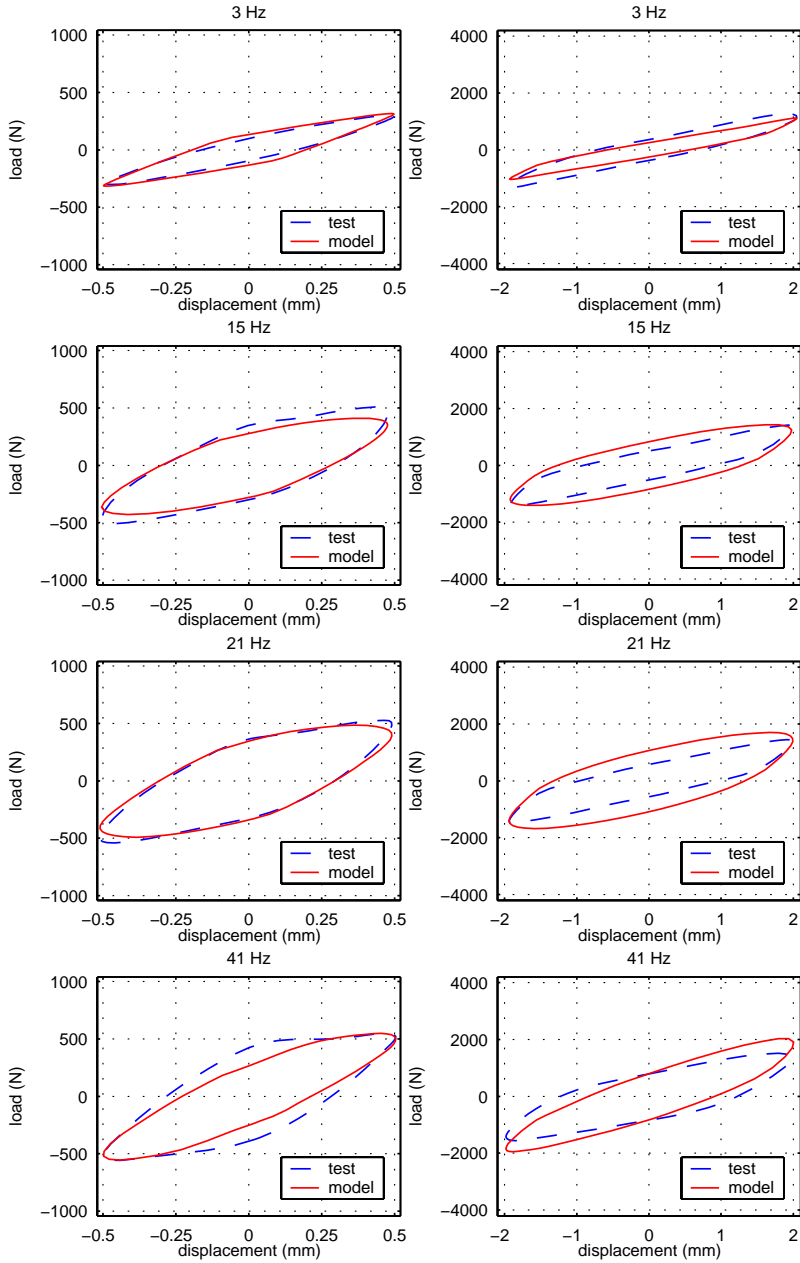 3 Hz
1000
500
0
−500
−1000
load (N)
−0.5 −0.25 0 0.25 0.5
displacement (mm)
test
model
3 Hz
4000
2000
0
−2000
−4000
load (N)
−2 −1 0 1 2
displacement (mm)
test
model
15 Hz
1000
500
0
−500
−1000
load (N)
−0.5 −0.25 0 0.25 0.5
displacement (mm)
test
model
15 Hz
4000
2000
0
−2000
−4000
load (N)
−2 −1 0 1 2
displacement (mm)
test
model
21 Hz
1000
500
0
−500
−1000
load (N)
−0.5 −0.25 0 0.25 0.5
displacement (mm)
test
model
21 Hz
4000
2000
0
−2000
−4000
load (N)
−2 −1 0 1 2
displacement (mm)
test
model
41 Hz
1000
500
0
−500
−1000
load (N)
−0.5 −0.25 0 0.25 0.5
displacement (mm)
test
model
41 Hz
4000
2000
0
−2000
−4000
load (N)
−2 −1 0 1 2
displacement (mm)
test
model